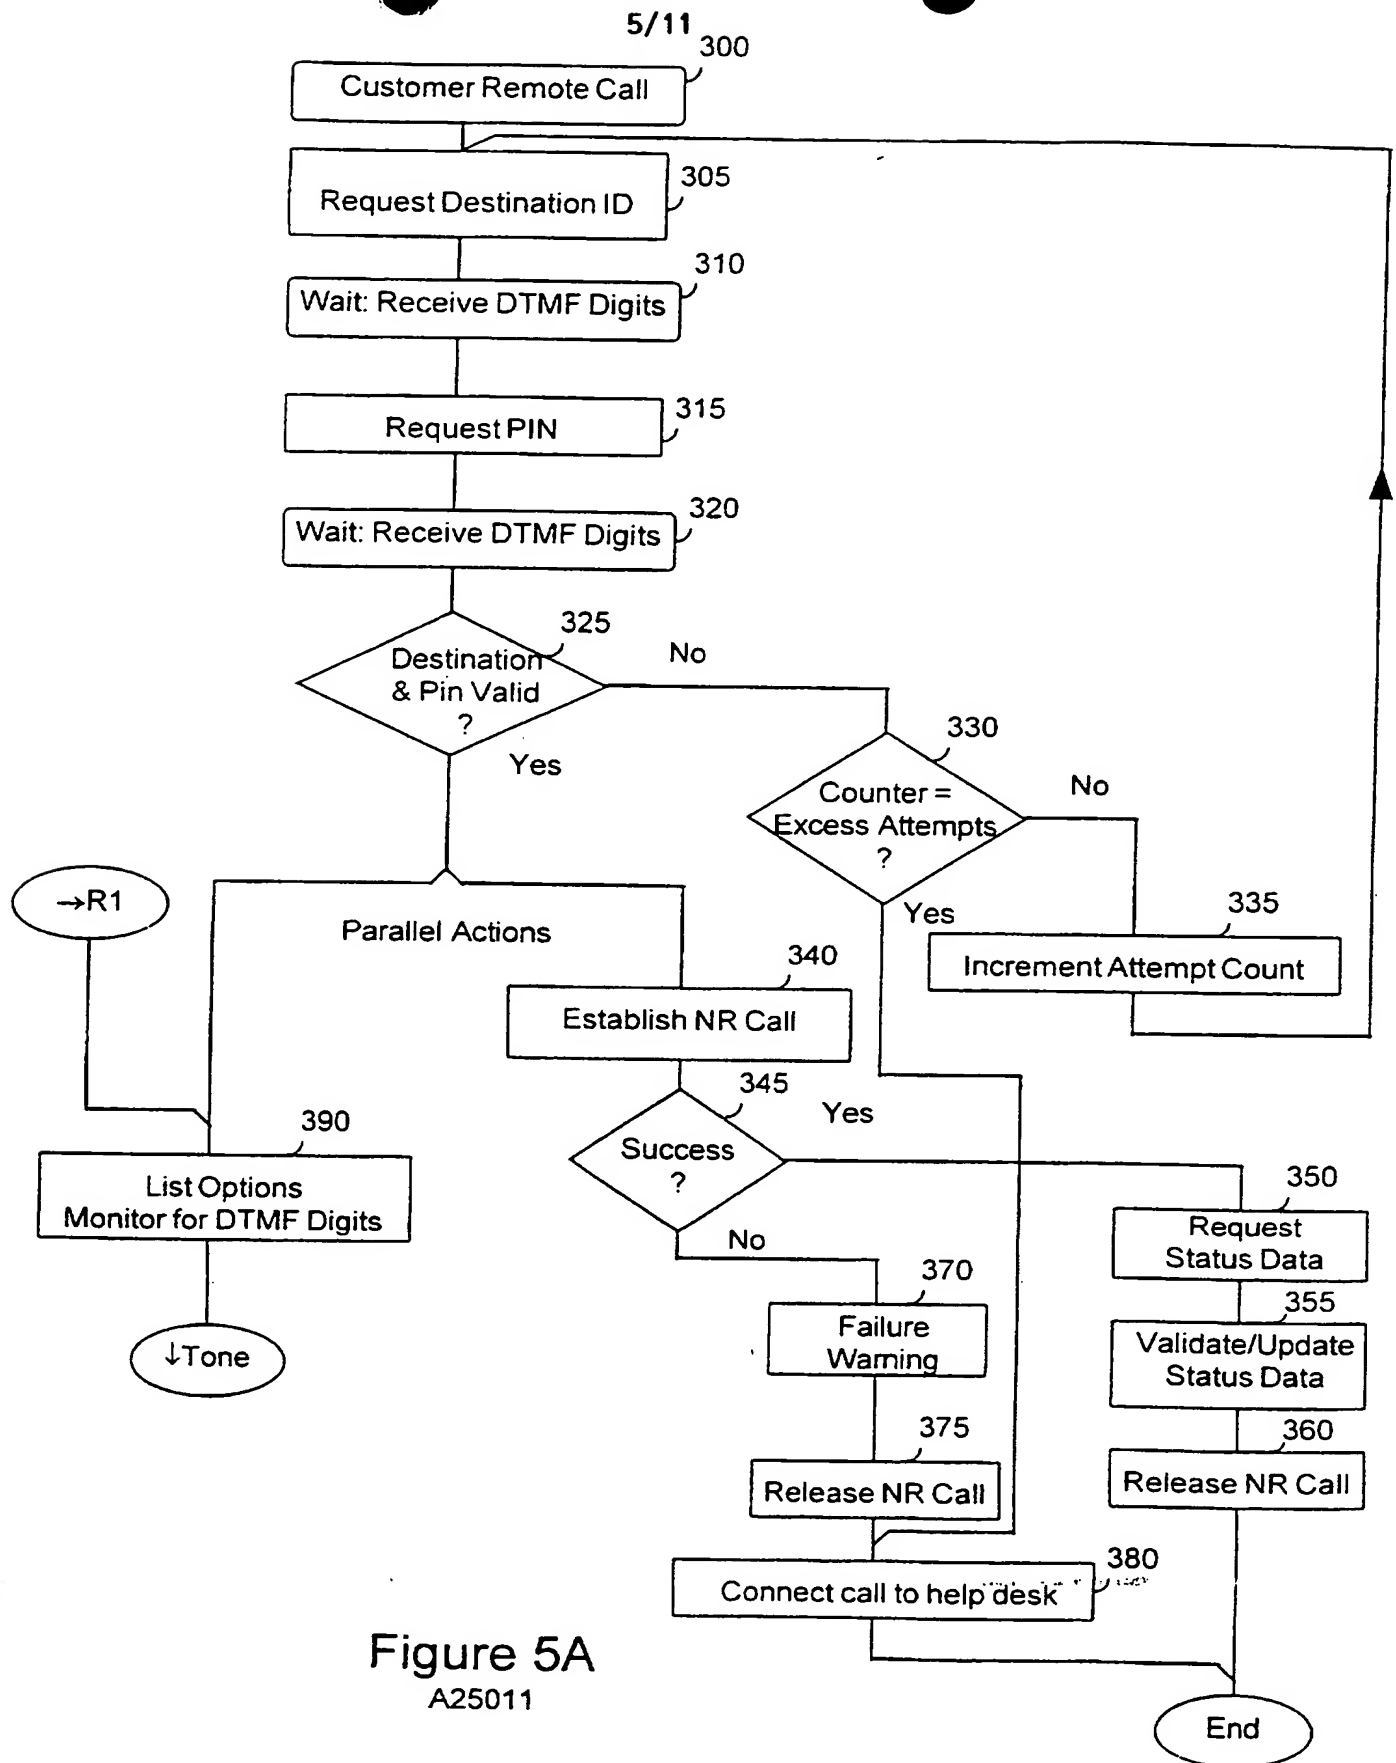 5/11
300
Customer Remote Call
305
Request Destination ID
310
Wait: Receive DTMF Digits
315
Request PIN
320
Wait: Receive DTMF Digits
325
Destination
& Pin Valid
?
No
Yes
330
Counter =
Excess Attempts
?
No
Yes
335
Increment Attempt Count
→R1
Parallel Actions
340
Establish NR Call
345
Success
?
Yes
No
390
List Options
Monitor for DTMF Digits
↓Tone
350
Request
Status Data
355
Validate/Update
Status Data
360
Release NR Call
370
Failure
Warning
375
Release NR Call
380
Connect call to help desk
End
Figure 5A
A25011